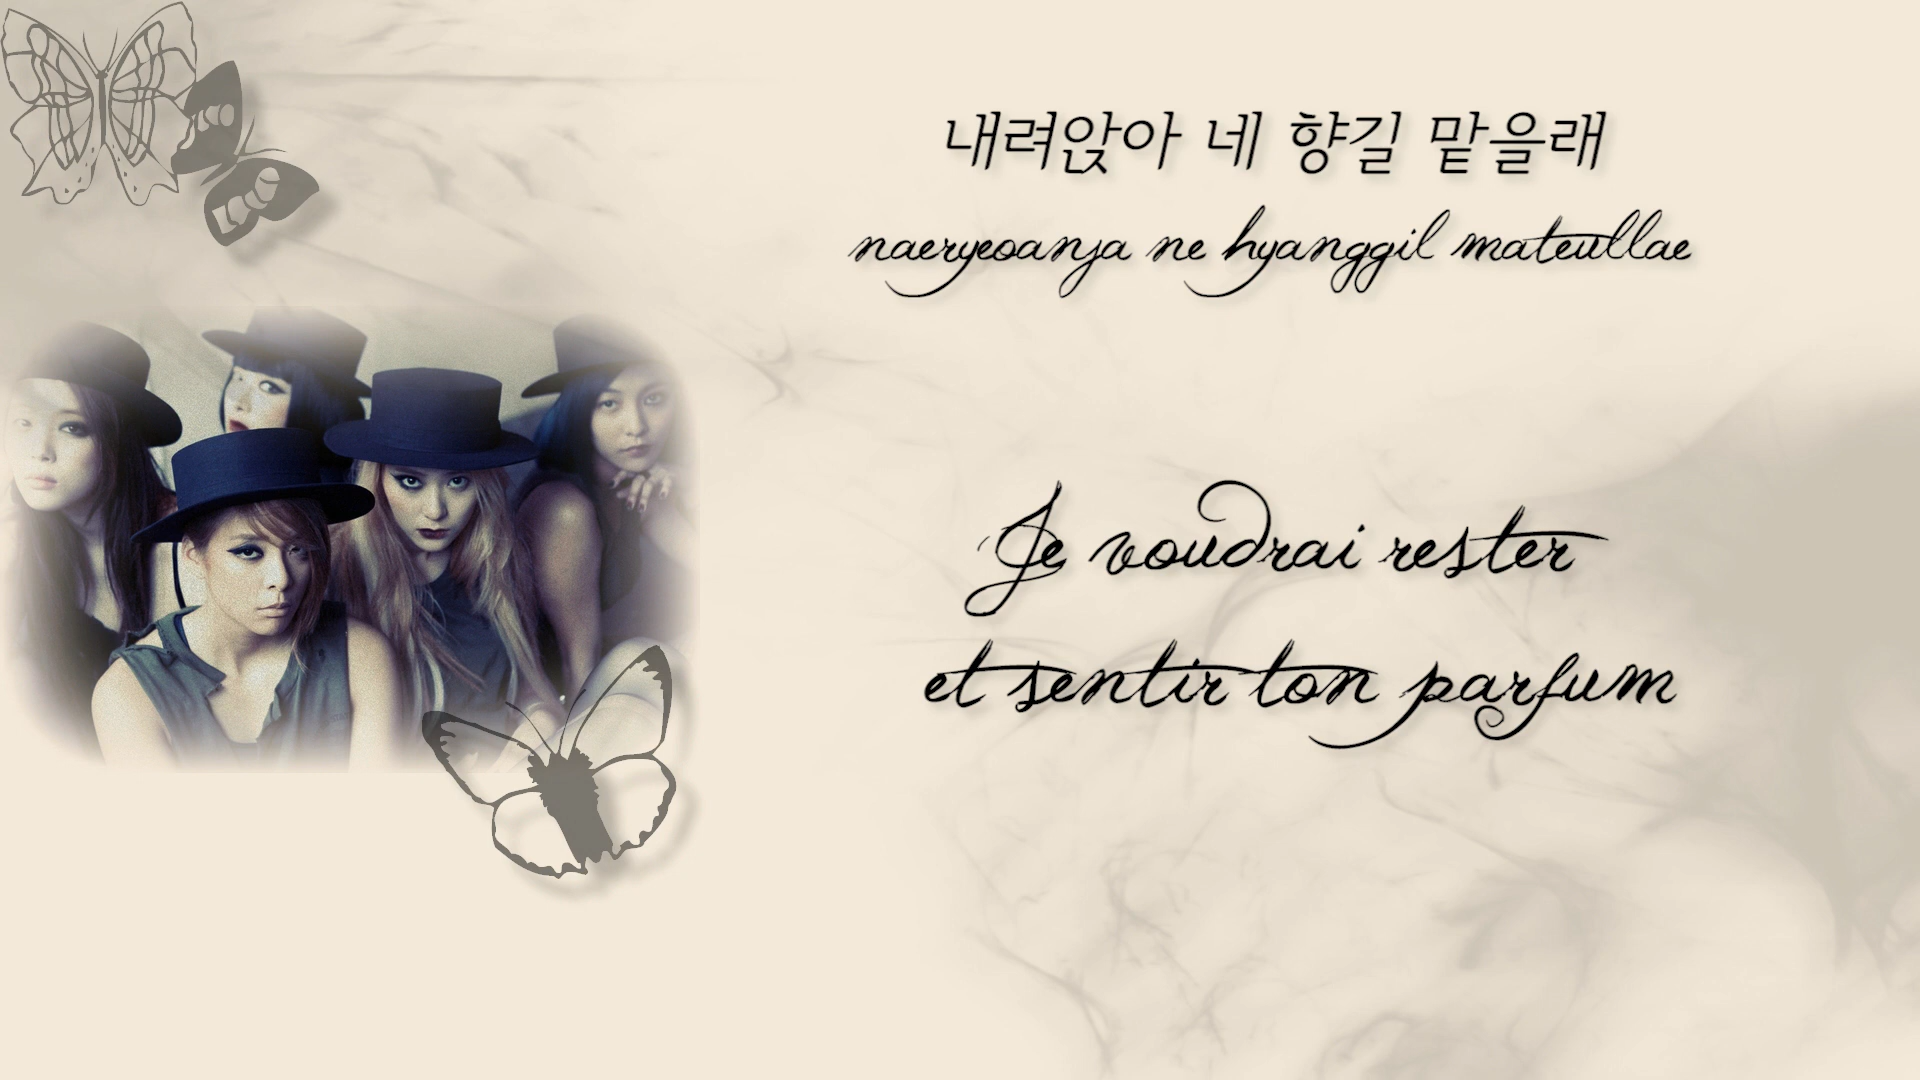 내려앉아 네 향길 맡을래
naeryeoanja ne hyanggil mateullae
Je voudrai rester
et sentir ton parfum